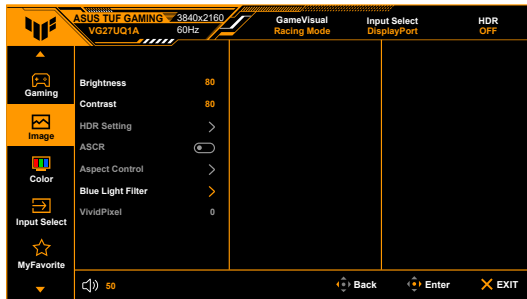 ASUS TUF GAMING 3840x2160
VG27UQ1A 60Hz
GameVisual
Racing Mode
Input Select
DisplayPort
HDR
OFF
Gaming
Image
Color
Input Select
MyFavorite
Brightness 80
Contrast 80
HDR Setting
ASCR
Aspect Control
Blue Light Filter
VividPixel 0
50
Back
Enter
EXIT